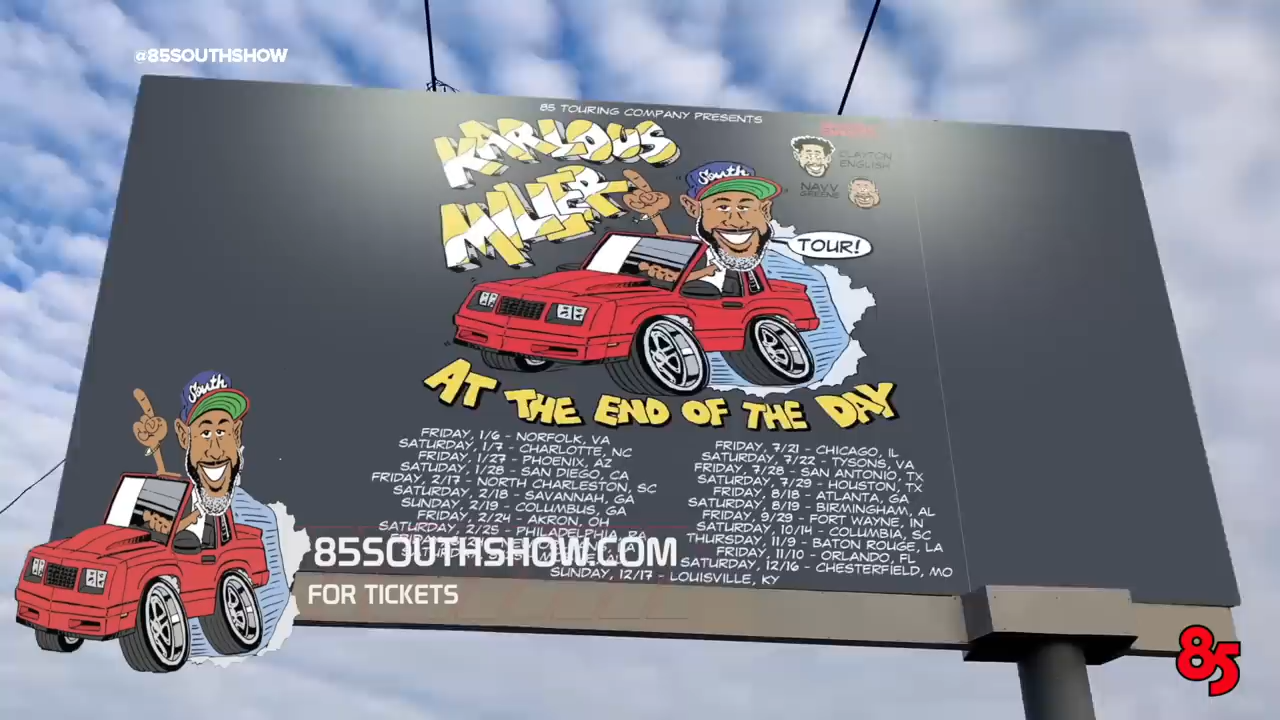 @85SOUTHSHOW
85 TOURING COMPANY PRESENTS
KARLOUS
MILLER
South
CLAYTON
ENGLISH
NAVV
GREENE
TOUR!
AT THE END OF THE DAY
FRIDAY, 1/6 - NORFOLK, VA
SATURDAY, 1/7 - CHARLOTTE, NC
FRIDAY, 1/27 - PHOENIX, AZ
SATUDAY, 1/28 - SAN DIEGO, CA
FRIDAY, 2/17 - NORTH CHARLESTON, SC
SATURDAY, 2/18 - SAVANNAH, GA
SUNDAY, 2/19 - COLUMBUS, GA
FRIDAY, 2/24 - AKRON, OH
SATURDAY, 2/25 - PHILADELPHIA, PA
FRIDAY, 7/21 - CHICAGO, IL
SATURDAY, 7/22 - TYSONS, VA
FRIDAY, 7/28 - SAN ANTONIO, TX
SATURDAY, 7/29 - HOUSTON, TX
FRIDAY, 8/18 - ATLANTA, GA
SATURDAY, 8/19 - BIRMINGHAM, AL
FRIDAY, 9/29 - FORT WAYNE, IN
SATURDAY, 10/14 - COLUMBIA, SC
THURSDAY, 11/9 - BATON ROUGE, LA
FRIDAY, 11/10 - ORLANDO, FL
SATURDAY, 12/16 - CHESTERFIELD, MO
SUNDAY, 12/17 - LOUISVILLE, KY
South
85SOUTHSHOW.COM
FOR TICKETS
85